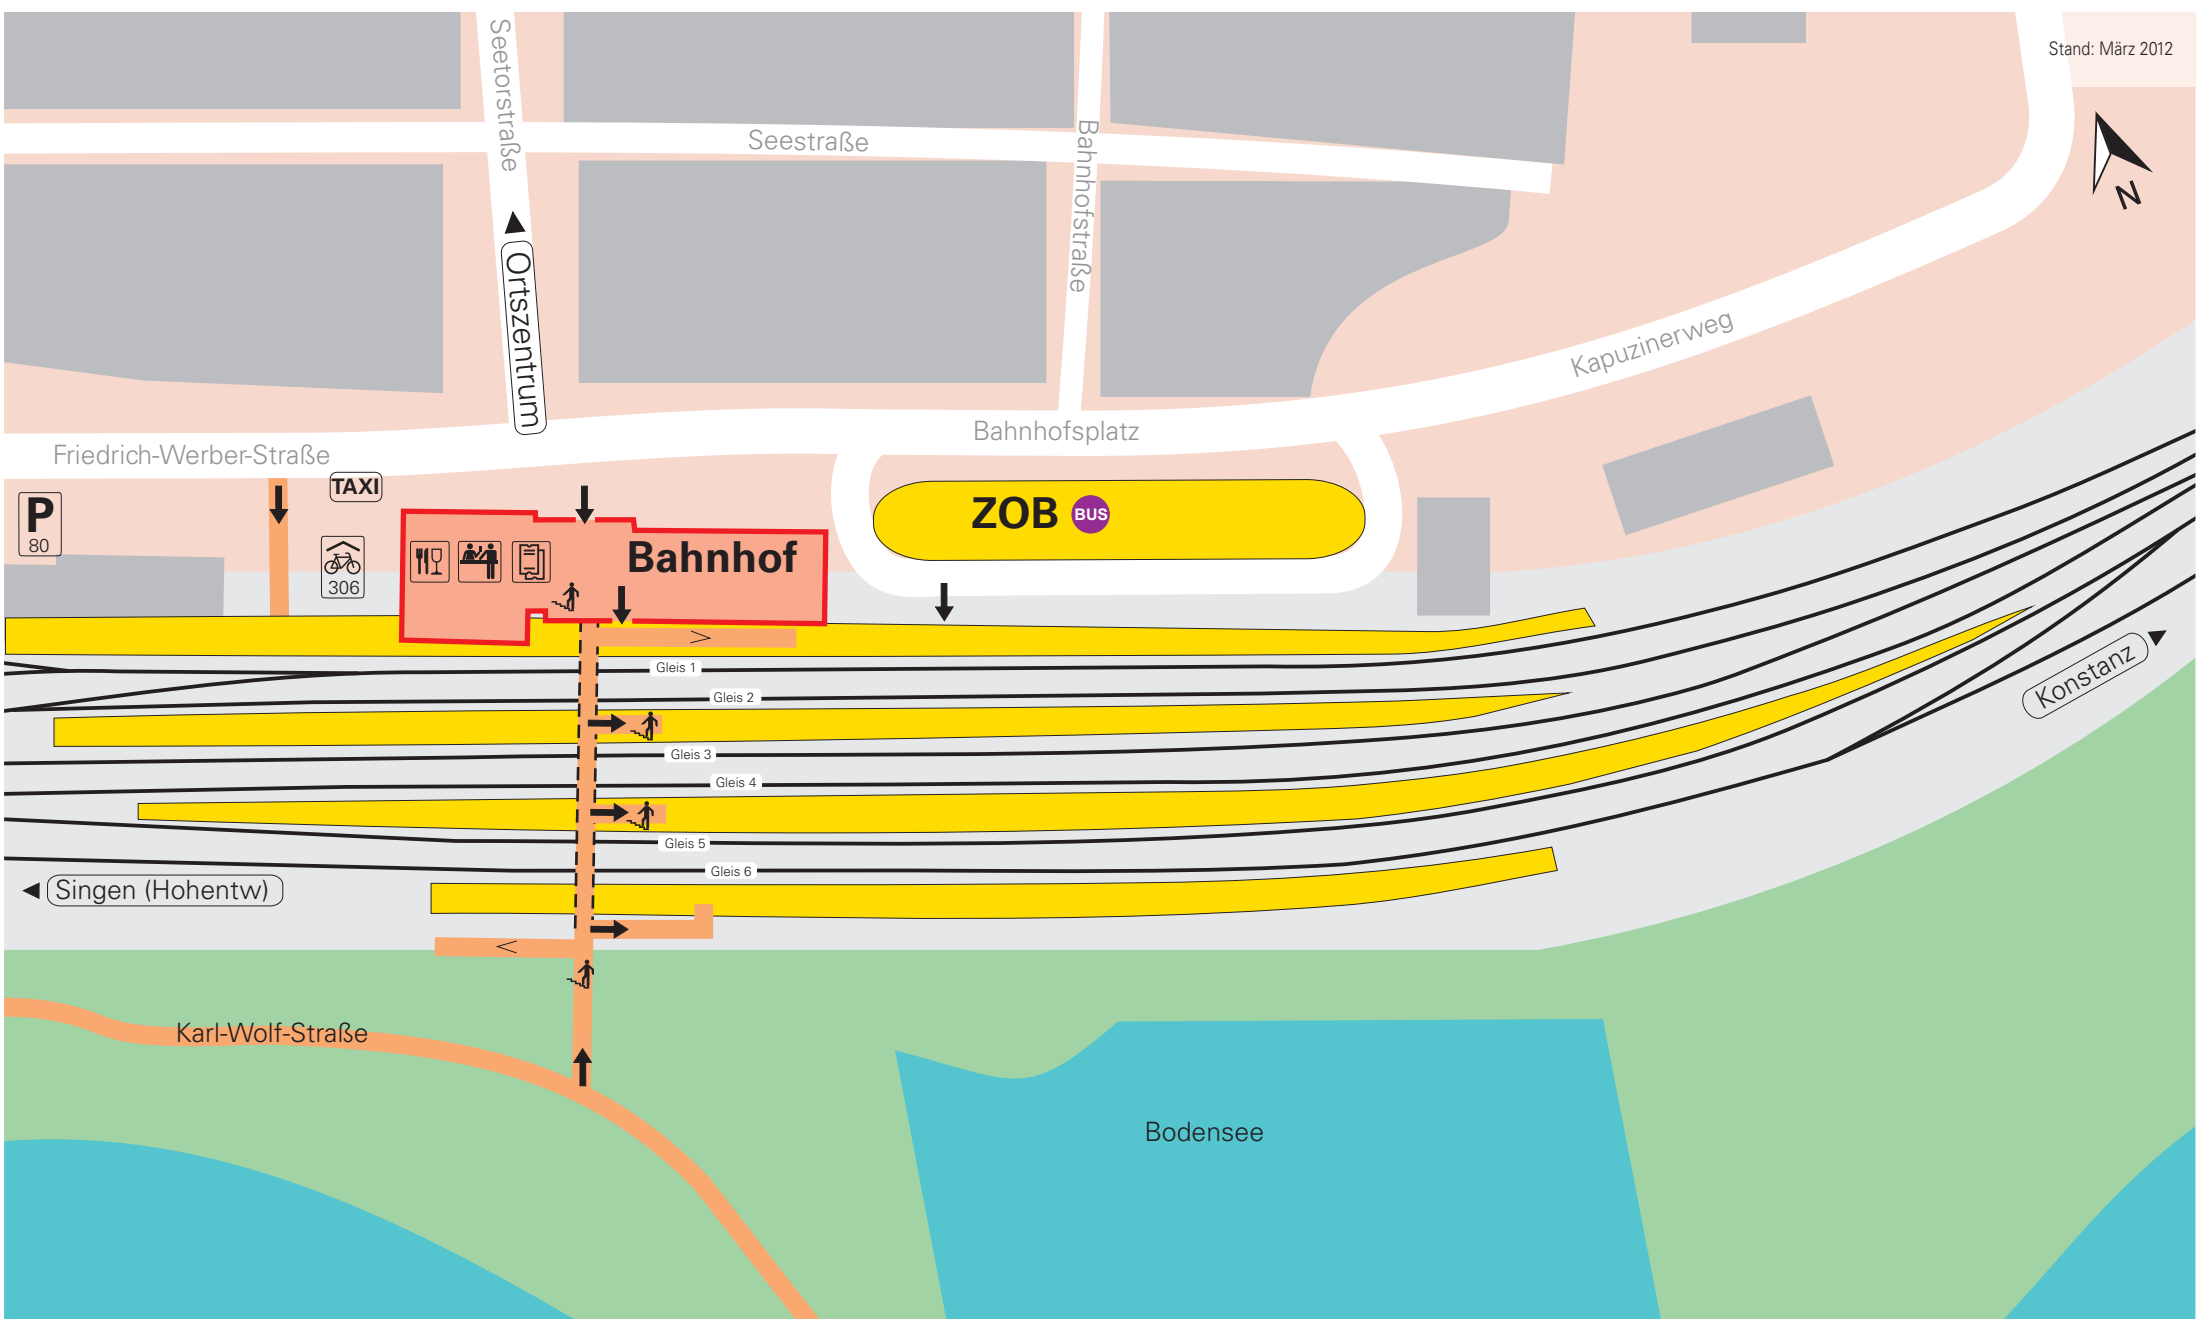 Stand: März 2012
Seetorstraße
Seestraße
Bahnhofstraße
N
Ortszentrum
Kapuzinerweg
Bahnhofsplatz
Friedrich-Werber-Straße
TAXI
P
80
306
ZOB BUS
Bahnhof
Gleis 1
Gleis 2
Gleis 3
Gleis 4
Gleis 5
Gleis 6
Konstanz
Singen (Hohentw)
Karl-Wolf-Straße
Bodensee